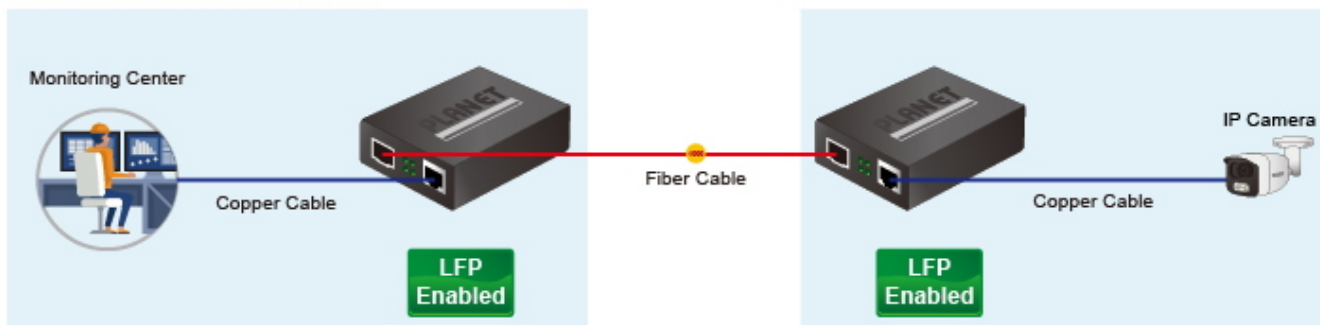 Monitoring Center
PLANET
PLANET
IP Camera
Fiber Cable
Copper Cable
Copper Cable
LFP
Enabled
LFP
Enabled